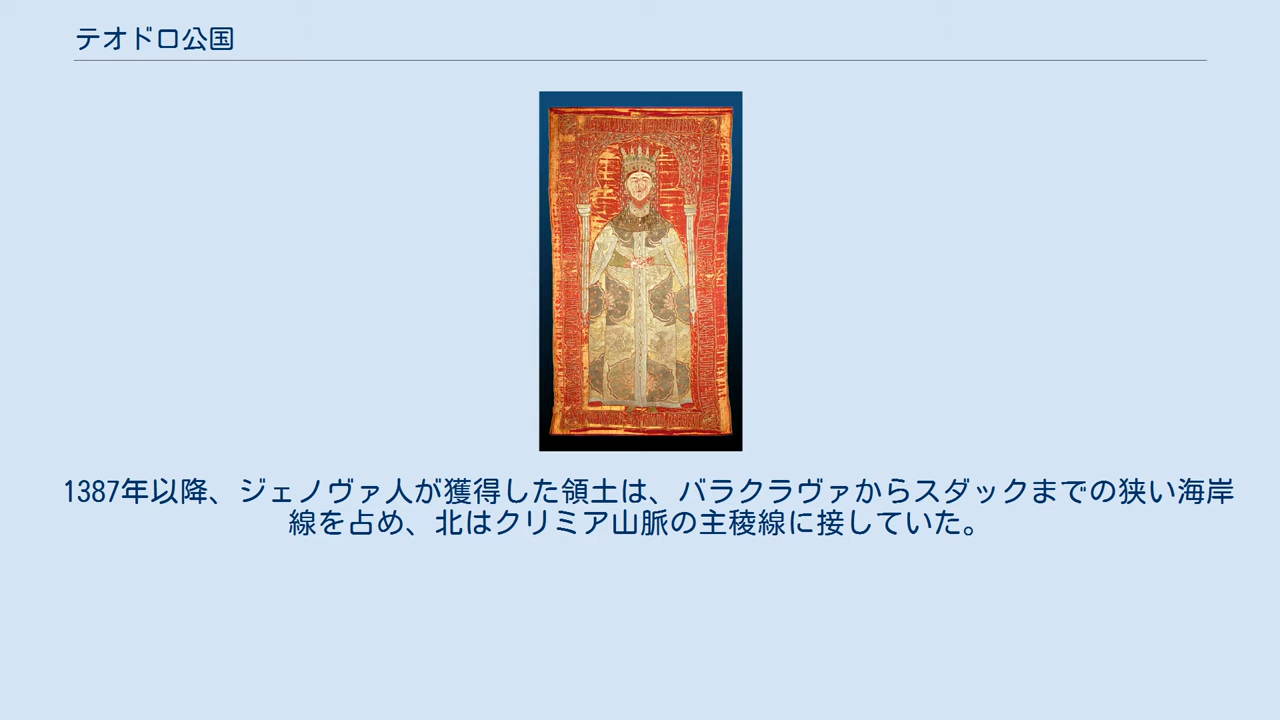 テオドロ公国
1387年以降、ジェノヴァ人が獲得した領土は、バラクラヴァからスダックまでの狭い海岸
線を占め、北はクリミア山脈の主稜線に接していた。